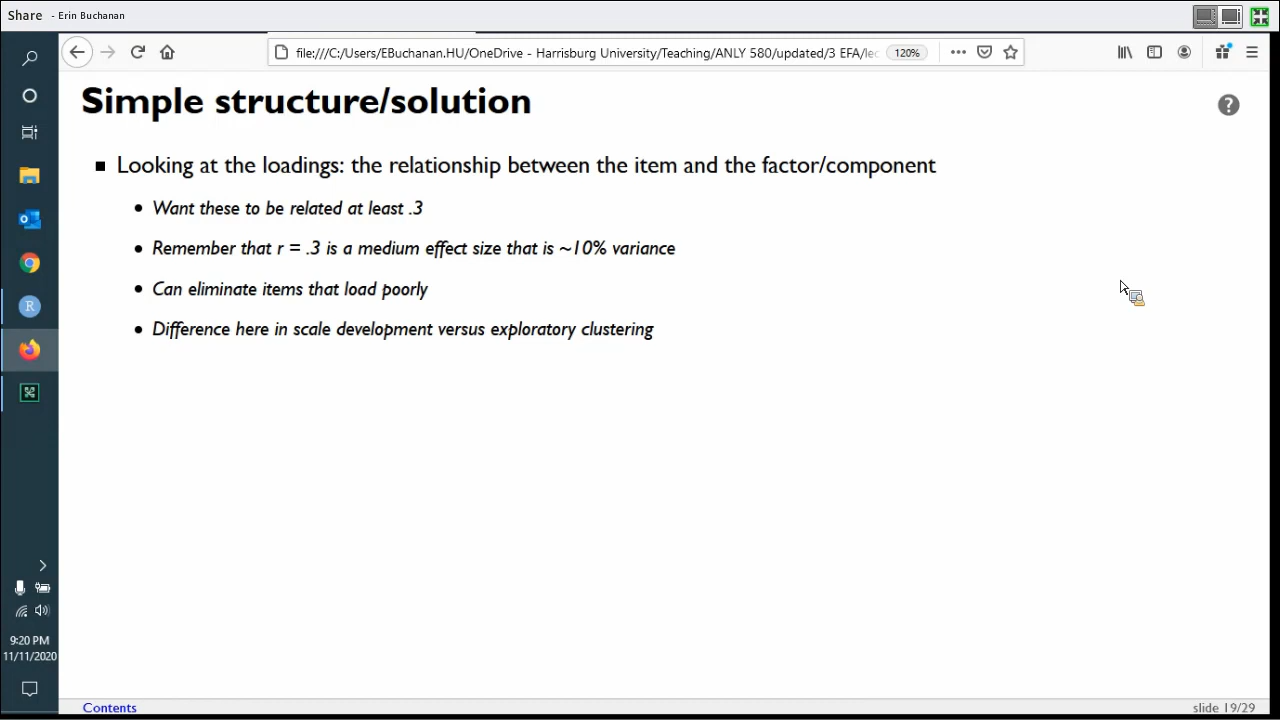 Share - Erin Buchanan
file:///C:/Users/EBuchanan.HU/OneDrive - Harrisburg University/Teaching/ANLY 580/updated/3 EFA/lec 120%
Simple structure/solution
?
Looking at the loadings: the relationship between the item and the factor/component
Want these to be related at least .3
Remember that r = .3 is a medium effect size that is ~10% variance
Can eliminate items that load poorly
Difference here in scale development versus exploratory clustering
R
9:20 PM
11/11/2020
Contents
slide 19/29